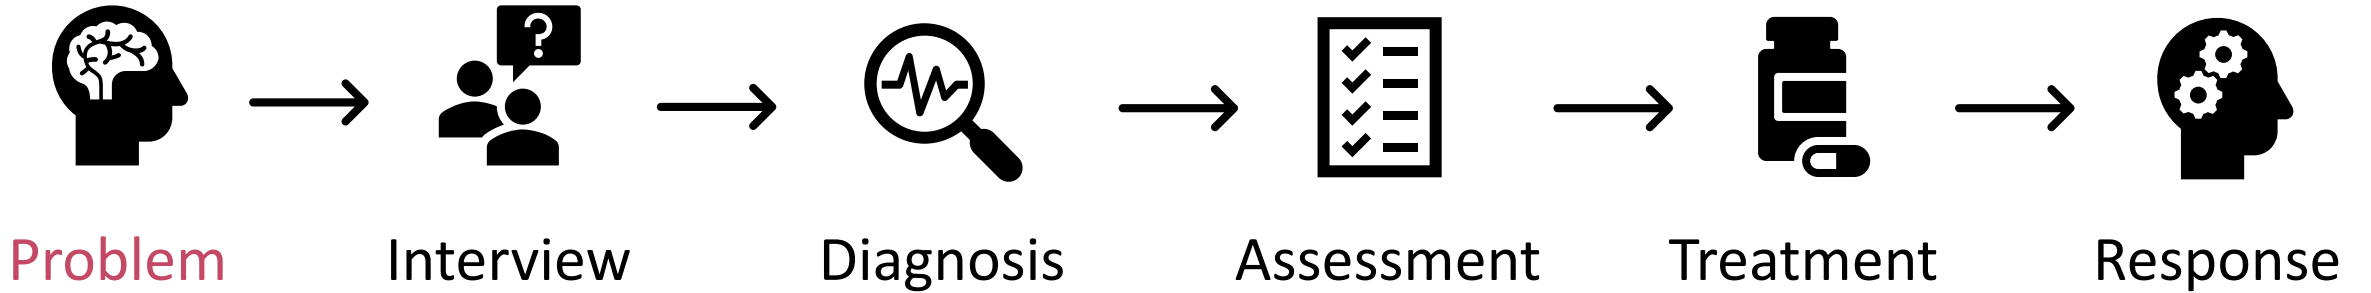 ?
Problem
Interview
Diagnosis
Assessment
Treatment
Response